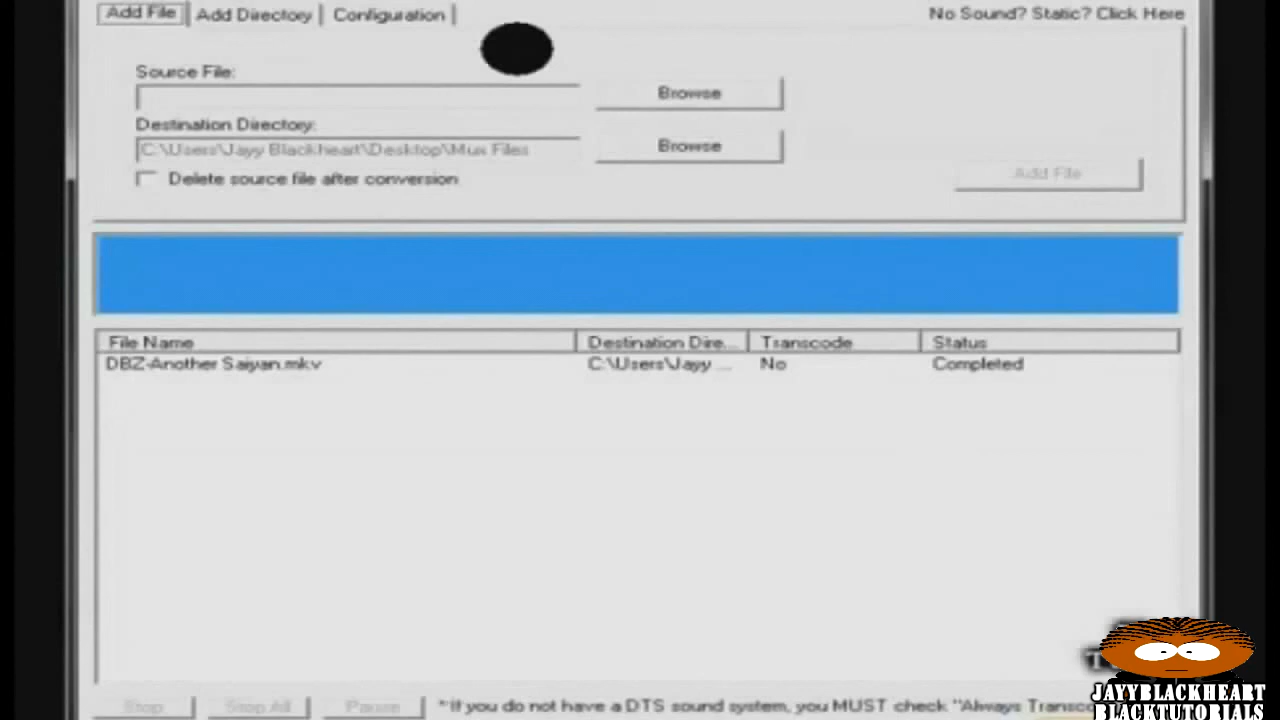 Add File Add Directory Configuration No Sound? Static? Click Here
Source File:
Browse
Destination Directory:
C:\Users\Jayy Blackheart\Desktop\Mux Files Browse
Delete source file after conversion Add File
File Name Destination Dire... Transcode Status
DBZ-Another Saiyan.mkv C:\Users\Jayy ... No Completed
Stop Stop All Pause *If you do not have a DTS sound system, you MUST check "Always Transco
JAYYBLACKHEART
BLACKTUTORIALS